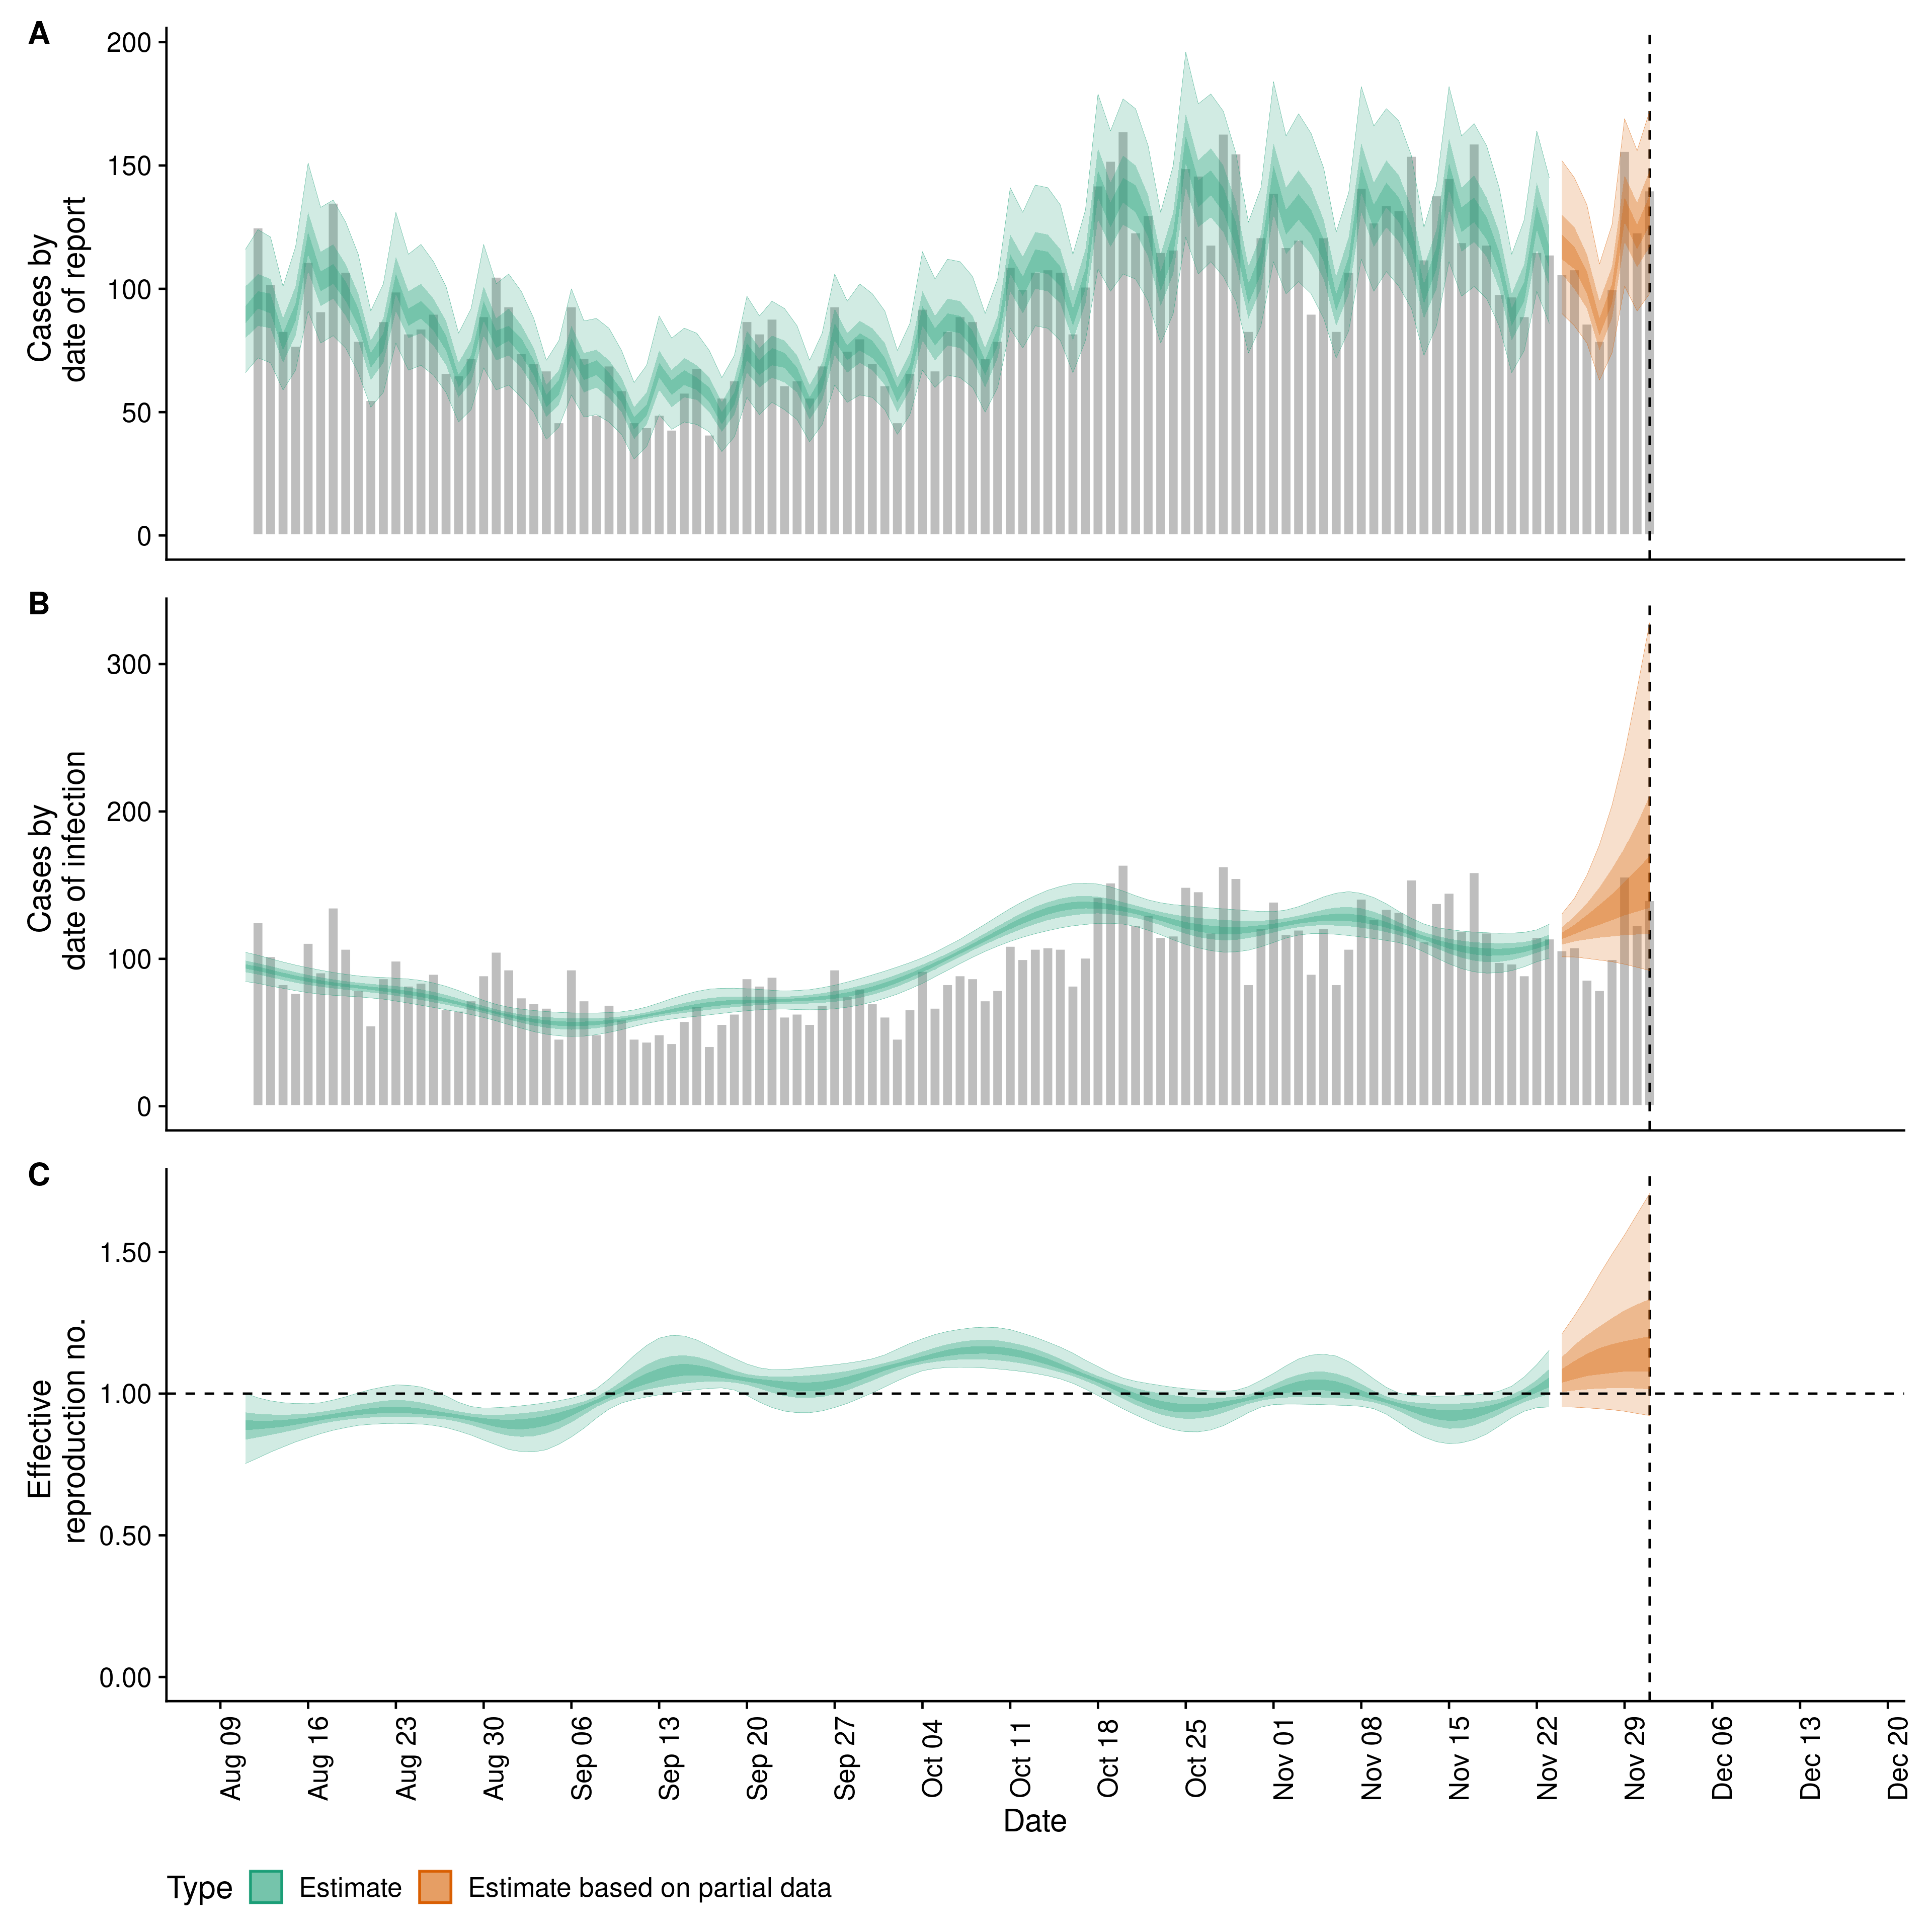 A
Cases by
date of report
200
150
100
50
0
B
Cases by
date of infection
300
200
100
0
C
Effective
reproduction no.
1.50
1.00
0.50
0.00
Aug 09
Aug 16
Aug 23
Aug 30
Sep 06
Sep 13
Sep 20
Sep 27
Oct 04
Oct 11
Oct 18
Oct 25
Nov 01
Nov 08
Nov 15
Nov 22
Nov 29
Dec 06
Dec 13
Dec 20
Date
Type Estimate Estimate based on partial data